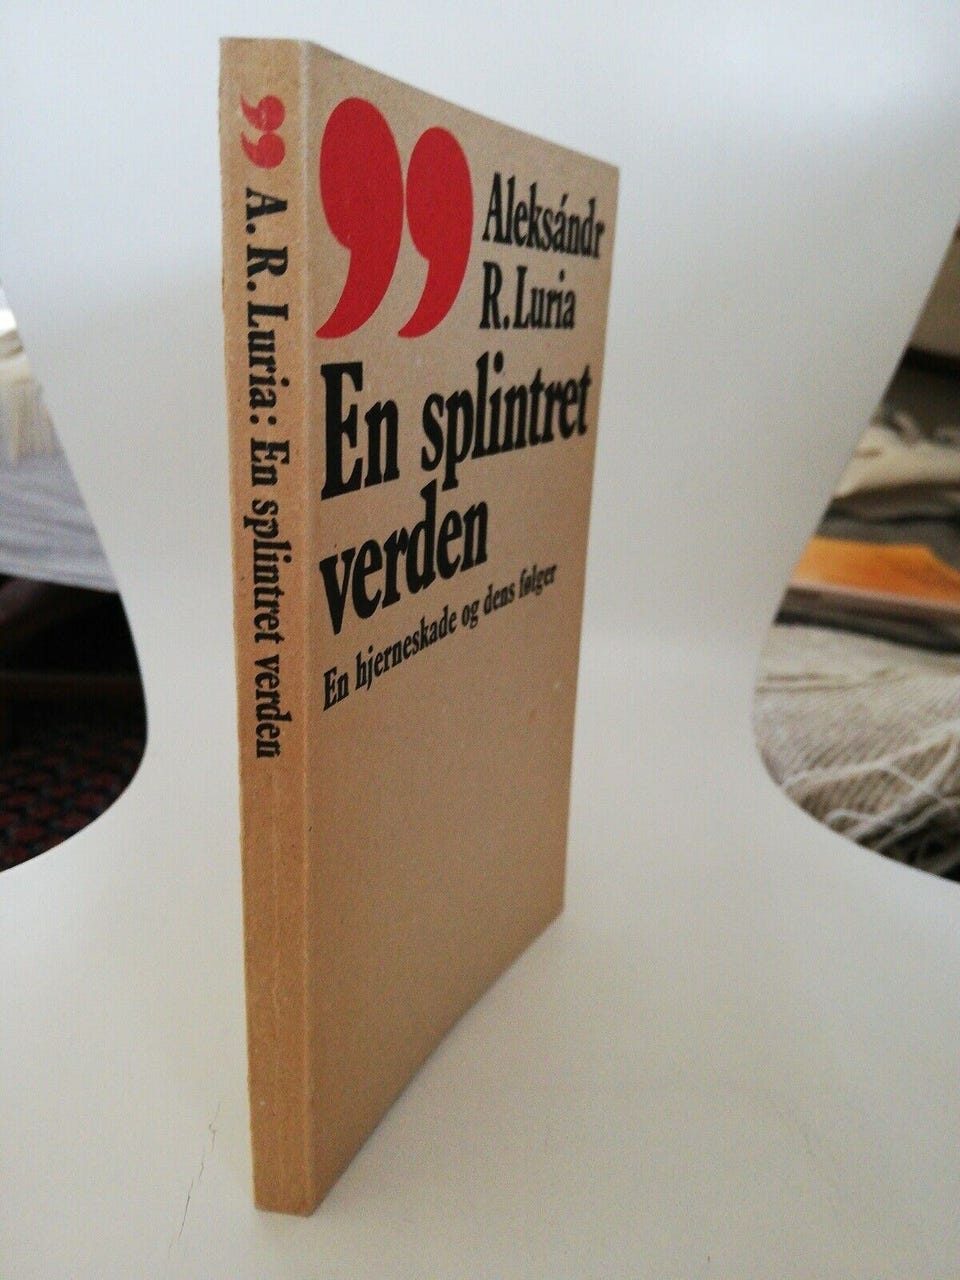 ” A. R. Luria: En splintret verden
”
Aleksándr
R. Luria
En splintret
verden
En hjerneskade og dens følger